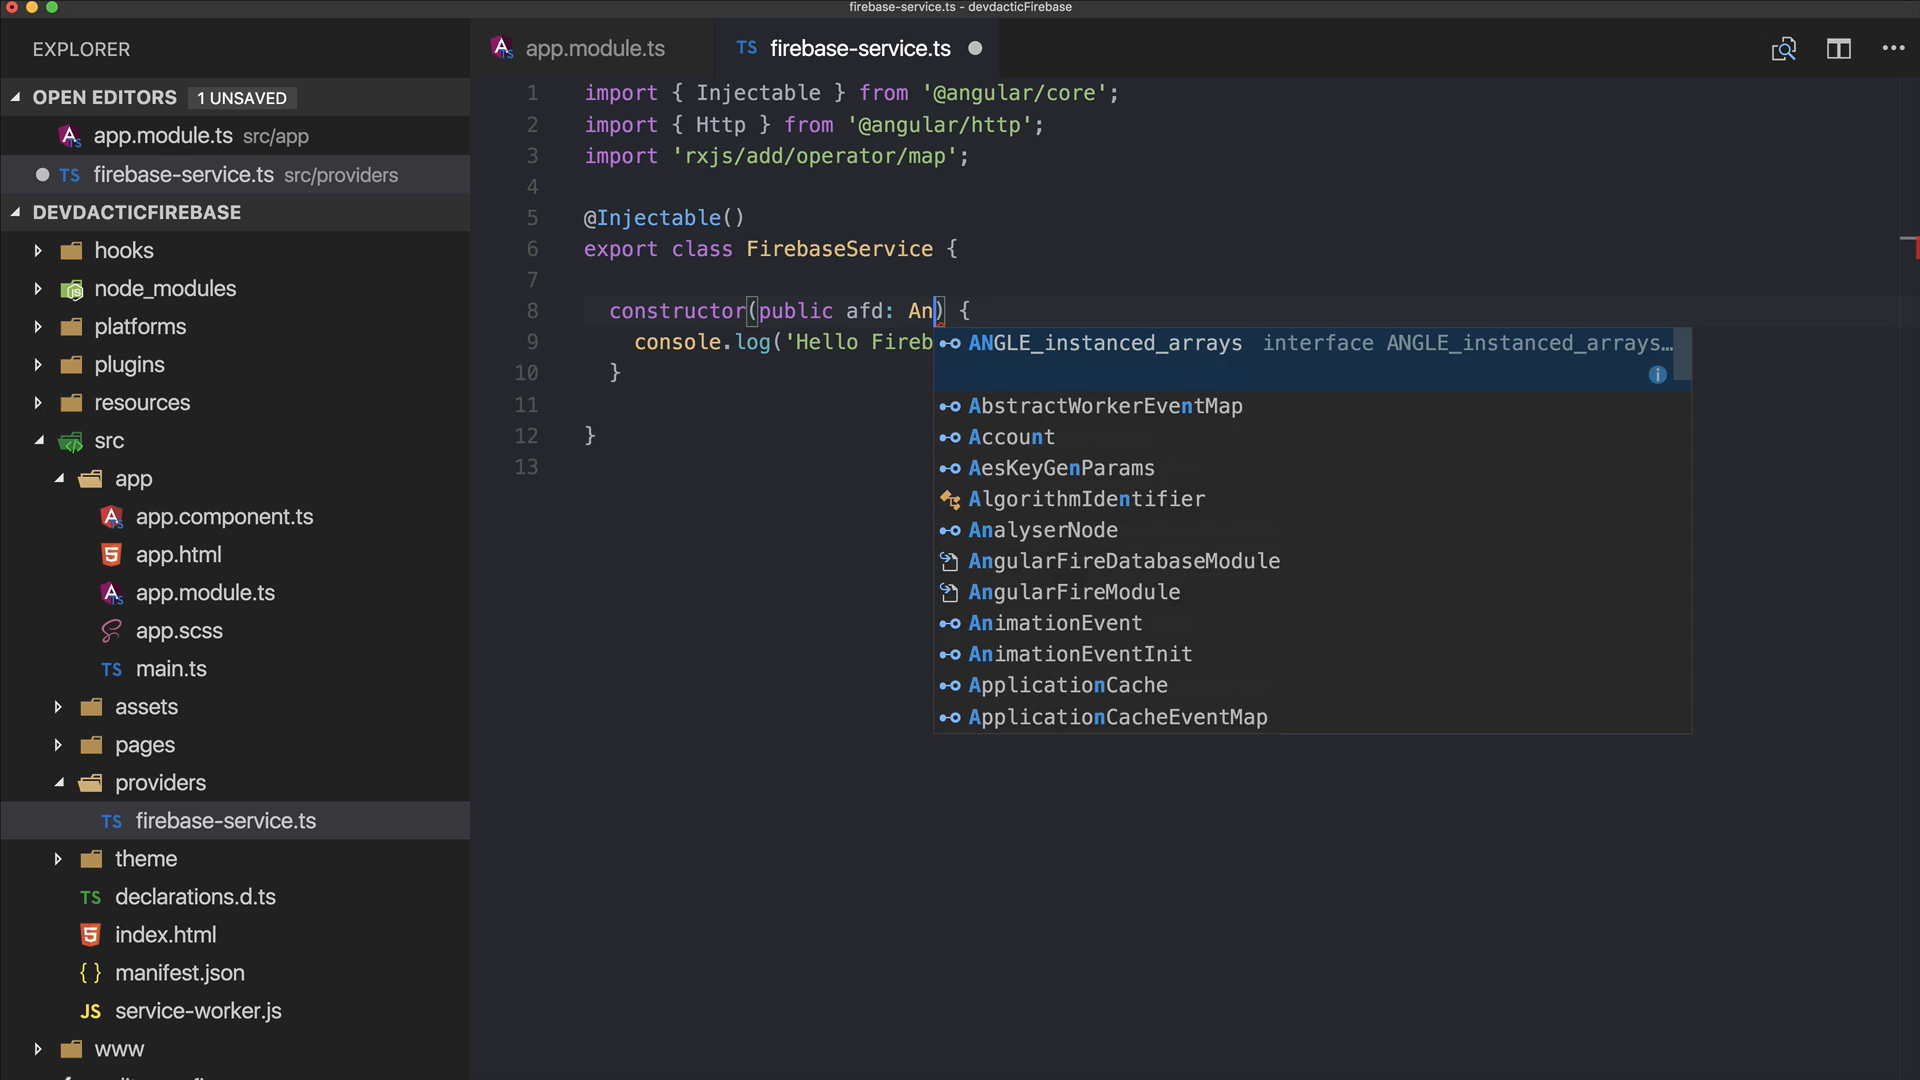 firebase-service.ts - devdacticFirebase
EXPLORER
OPEN EDITORS 1 UNSAVED
app.module.ts src/app
TS firebase-service.ts src/providers
DEVDACTICFIREBASE
hooks
node_modules
platforms
plugins
resources
src
app
app.component.ts
app.html
app.module.ts
app.scss
TS main.ts
assets
pages
providers
TS firebase-service.ts
theme
TS declarations.d.ts
index.html
{ } manifest.json
JS service-worker.js
www
app.module.ts
TS firebase-service.ts
1 import { Injectable } from '@angular/core';
2 import { Http } from '@angular/http';
3 import 'rxjs/add/operator/map';
4
5 @Injectable()
6 export class FirebaseService {
7
8 constructor(public afd: An) {
9 console.log('Hello Fireb
10 }
11
12 }
13
ANGLE_instanced_arrays interface ANGLE_instanced_arrays…
AbstractWorkerEventMap
Account
AesKeyGenParams
AlgorithmIdentifier
AnalyserNode
AngularFireDatabaseModule
AngularFireModule
AnimationEvent
AnimationEventInit
ApplicationCache
ApplicationCacheEventMap